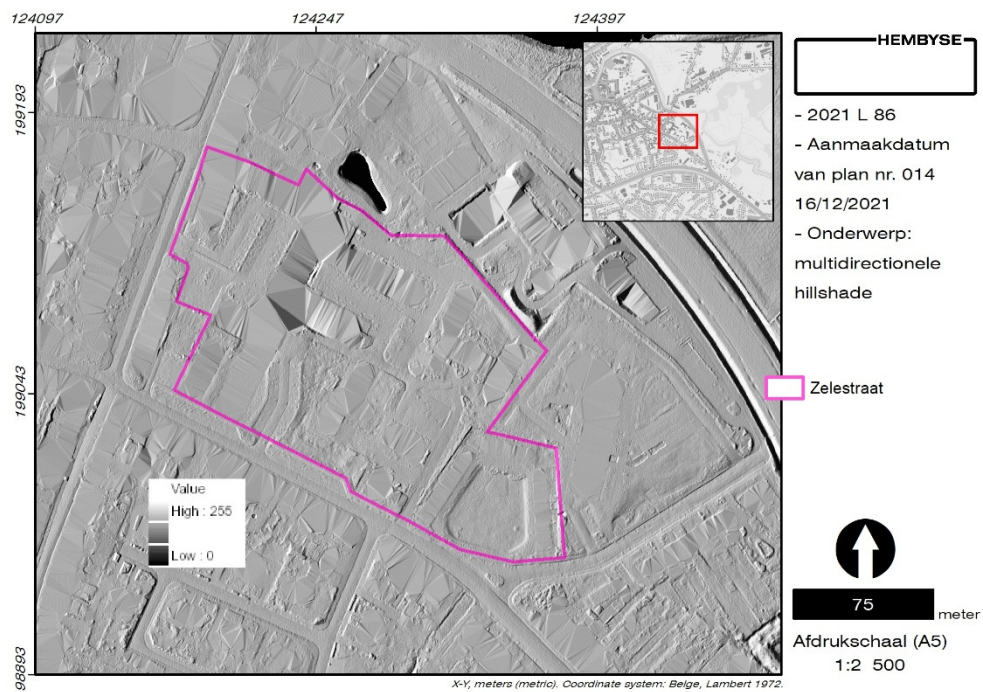 124097
124247
124397
199193
199043
98893
HEMBYSE
- 2021 L 86
- Aanmaakdatum
van plan nr. 014
16/12/2021
- Onderwerp:
multidirectionele
hillshade
Zelestraat
Value
High : 255
Low : 0
75
meter
Afdrukschaal (A5)
1:2 500
X-Y, meters (metric). Coordinate system: Belge, Lambert 1972.